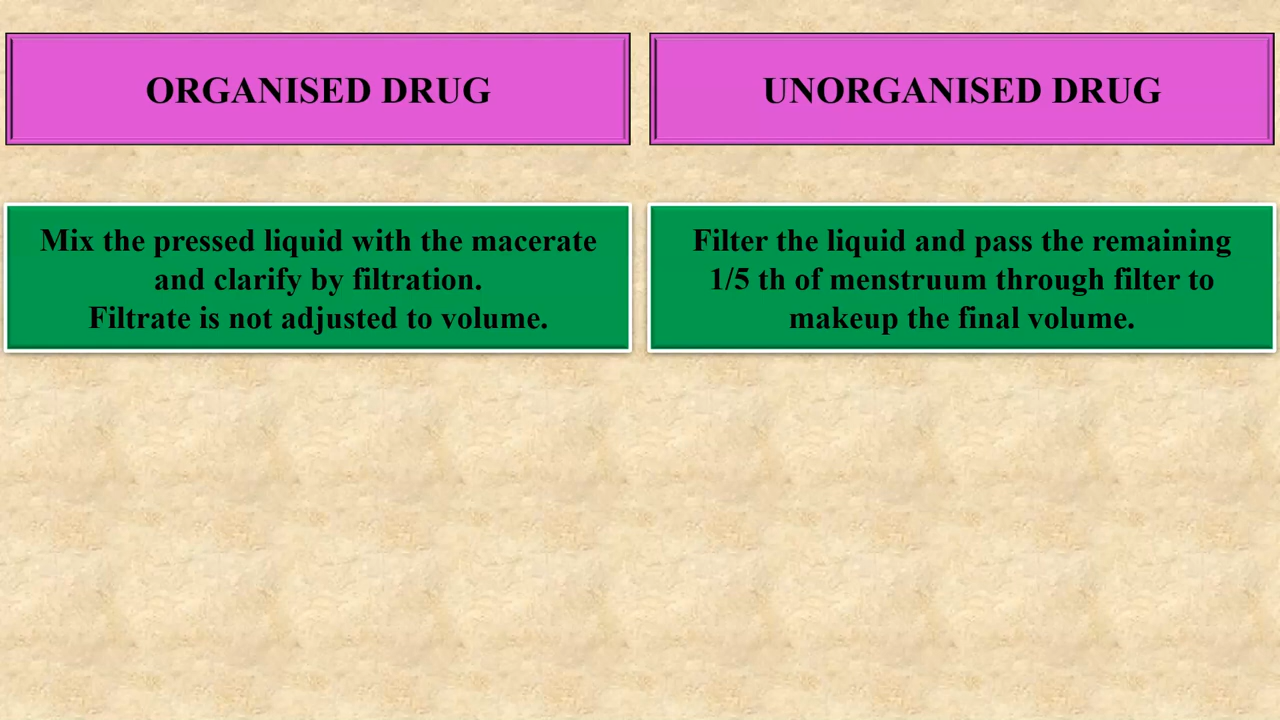 ORGANISED DRUG
UNORGANISED DRUG
Mix the pressed liquid with the macerate
and clarify by filtration.
Filtrate is not adjusted to volume.
Filter the liquid and pass the remaining
1/5 th of menstruum through filter to
makeup the final volume.